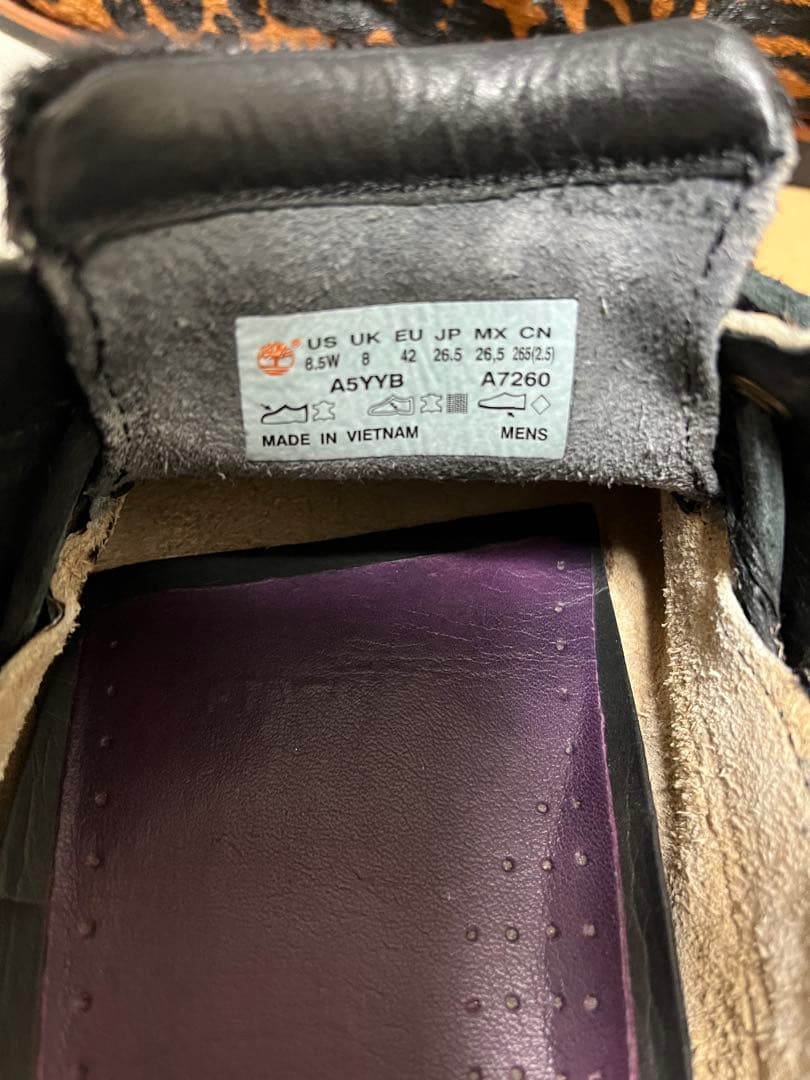 US UK EU JP MX CN
8.5W 8 42 26.5 26,5 265(2.5)
A5YYB A7260
MADE IN VIETNAM MENS